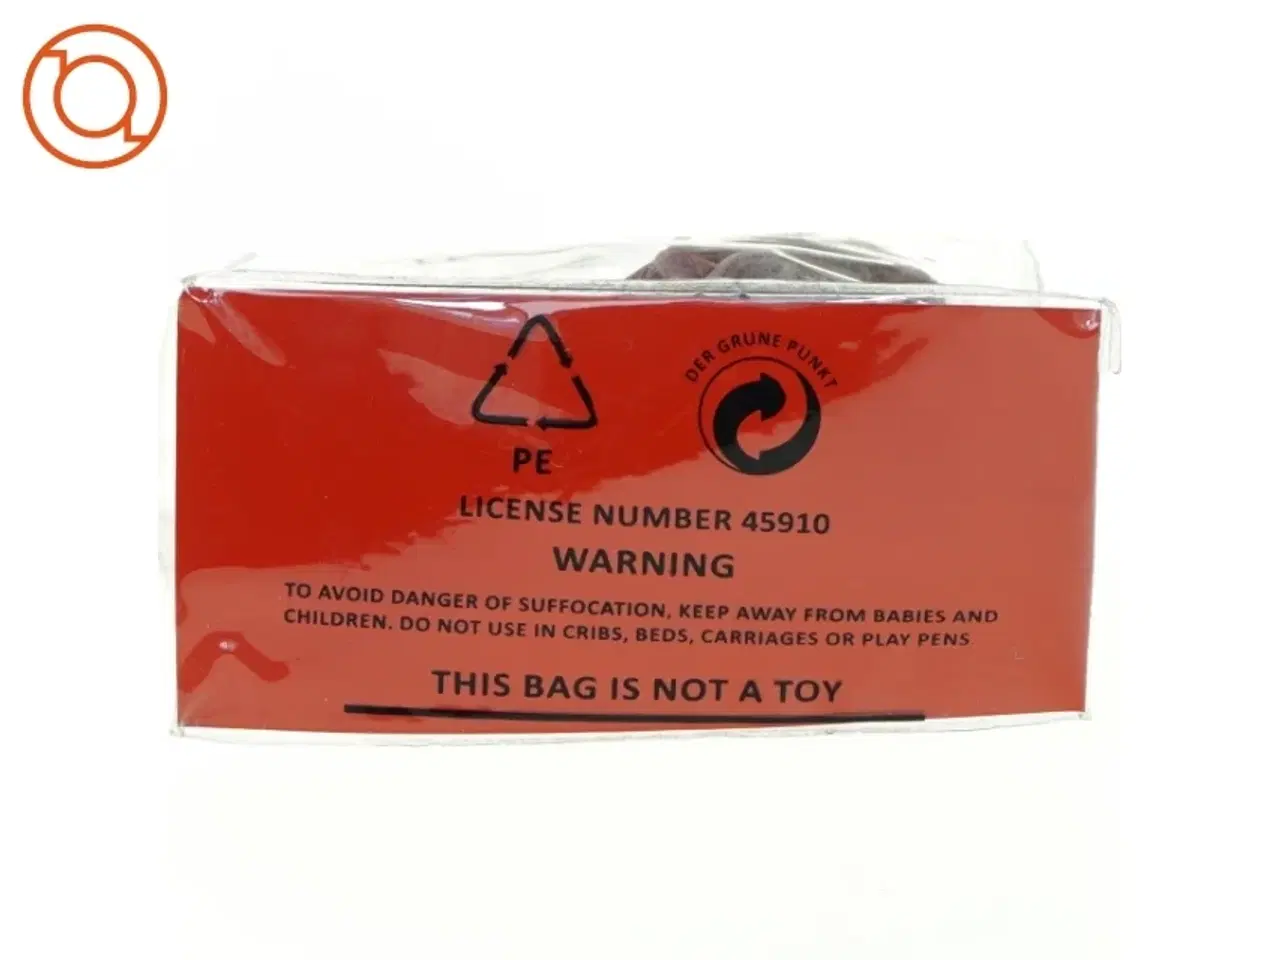 DER GRUNE PUNKT
PE
LICENSE NUMBER 45910
WARNING
TO AVOID DANGER OF SUFFOCATION, KEEP AWAY FROM BABIES AND
CHILDREN. DO NOT USE IN CRIBS, BEDS, CARRIAGES OR PLAY PENS
THIS BAG IS NOT A TOY